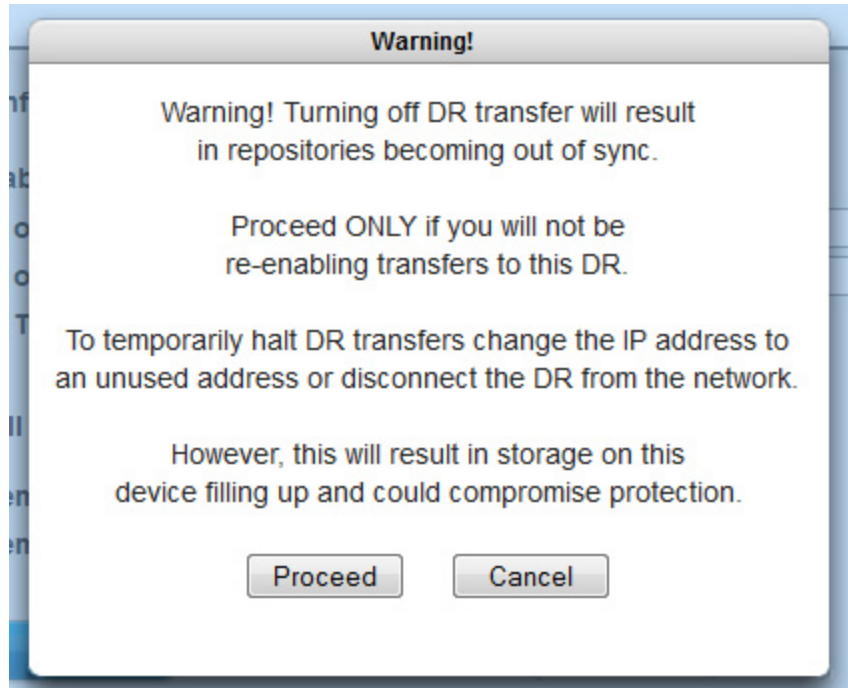 Warning!
Warning! Turning off DR transfer will result
in repositories becoming out of sync.
Proceed ONLY if you will not be
re-enabling transfers to this DR.
To temporarily halt DR transfers change the IP address to
an unused address or disconnect the DR from the network.
However, this will result in storage on this
device filling up and could compromise protection.
Proceed
Cancel